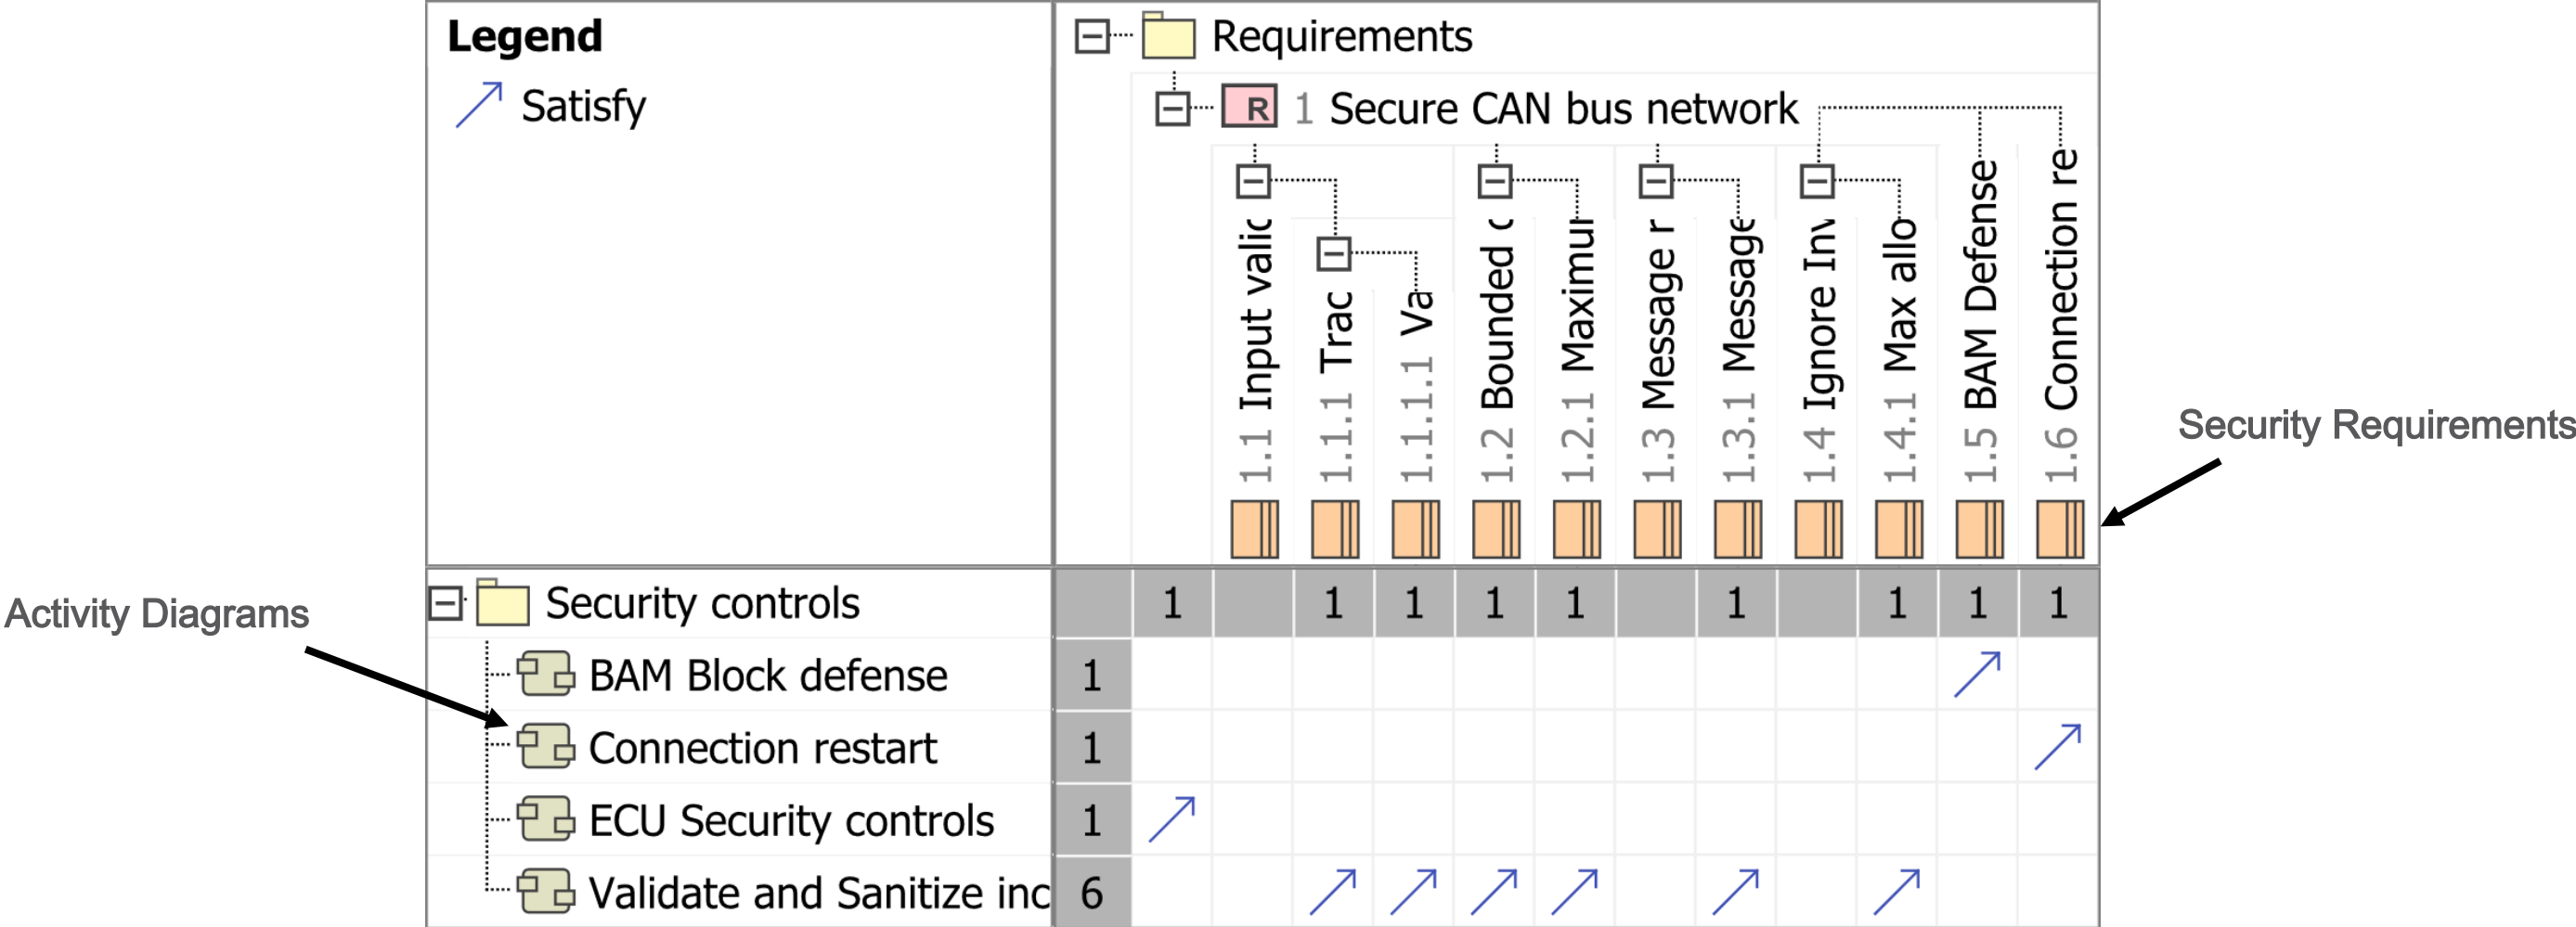 Legend
Satisfy
Requirements
R 1 Secure CAN bus network
1.1 Input valid
1.1.1 Trac
1.1.1.1 Va
1.2 Bounded c
1.2.1 Maximum
1.3 Message r
1.3.1 Message
1.4 Ignore Inv
1.4.1 Max allo
1.5 BAM Defense
1.6 Connection re
Security Requirements
Activity Diagrams
Security controls 1 1 1 1 1 1 1 1 1
BAM Block defense 1
Connection restart 1
ECU Security controls 1
Validate and Sanitize inc 6